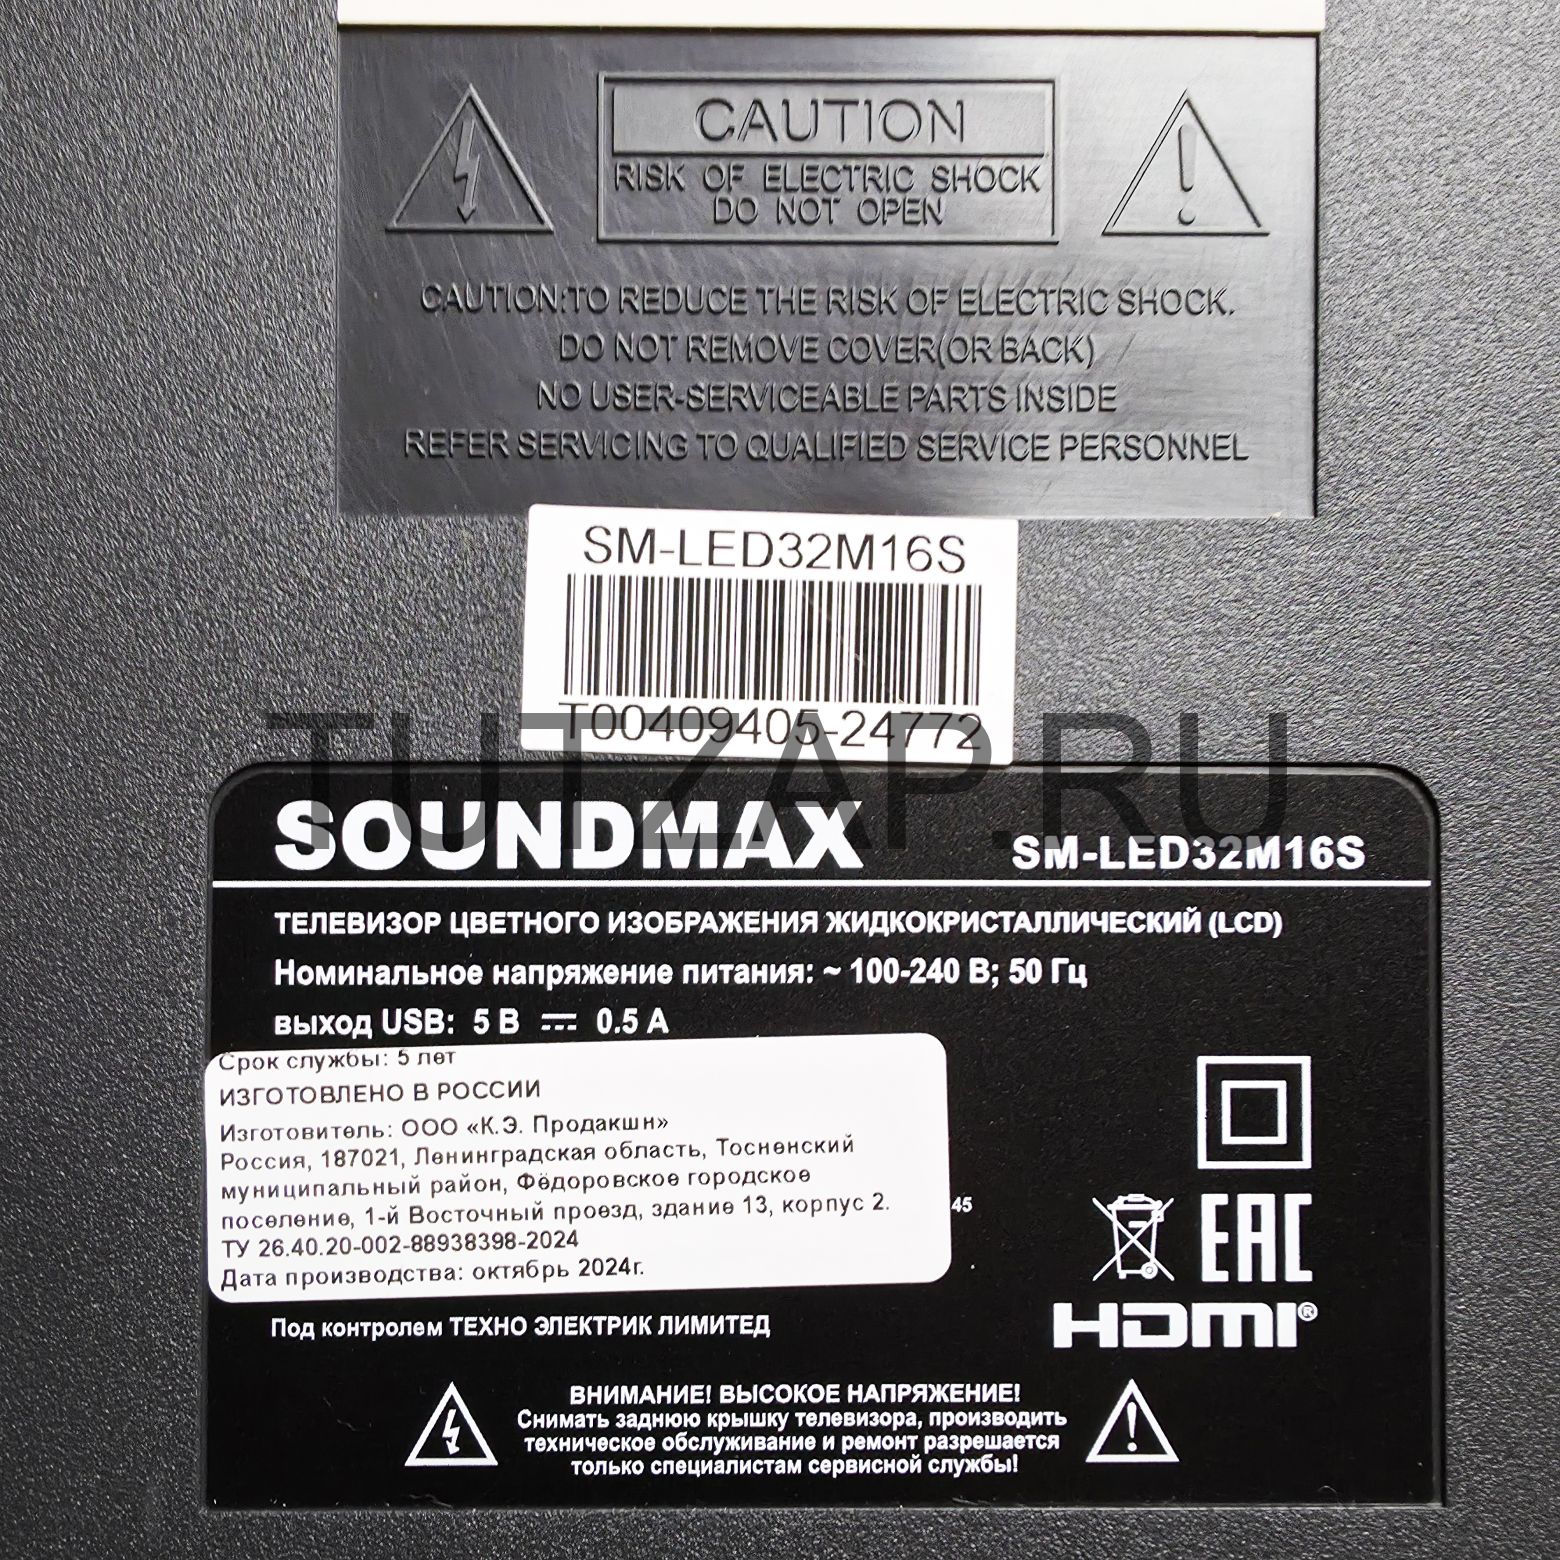 CAUTION
RISK OF ELECTRIC SHOCK
DO NOT OPEN
CAUTION:TO REDUCE THE RISK OF ELECTRIC SHOCK.
DO NOT REMOVE COVER(OR BACK)
NO USER-SERVICEABLE PARTS INSIDE
REFER SERVICING TO QUALIFIED SERVICE PERSONNEL
SM-LED32M16S
T00409405-24772
TUTZAP.RU
SOUNDMAX
SM-LED32M16S
ТЕЛЕВИЗОР ЦВЕТНОГО ИЗОБРАЖЕНИЯ ЖИДКОКРИСТАЛЛИЧЕСКИЙ (LCD)
Номинальное напряжение питания: ~ 100-240 В; 50 Гц
выход USB: 5 В ⎓ 0.5 А
Срок службы: 5 лет
ИЗГОТОВЛЕНО В РОССИИ
Изготовитель: ООО «К.Э. Продакшн»
Россия, 187021, Ленинградская область, Тосненский
муниципальный район, Фёдоровское городское
поселение, 1-й Восточный проезд, здание 13, корпус 2.
ТУ 26.40.20-002-88938398-2024
Дата производства: октябрь 2024г.
45
EAC
HDMI®
Под контролем ТЕХНО ЭЛЕКТРИК ЛИМИТЕД
ВНИМАНИЕ! ВЫСОКОЕ НАПРЯЖЕНИЕ!
Снимать заднюю крышку телевизора, производить
техническое обслуживание и ремонт разрешается
только специалистам сервисной службы!